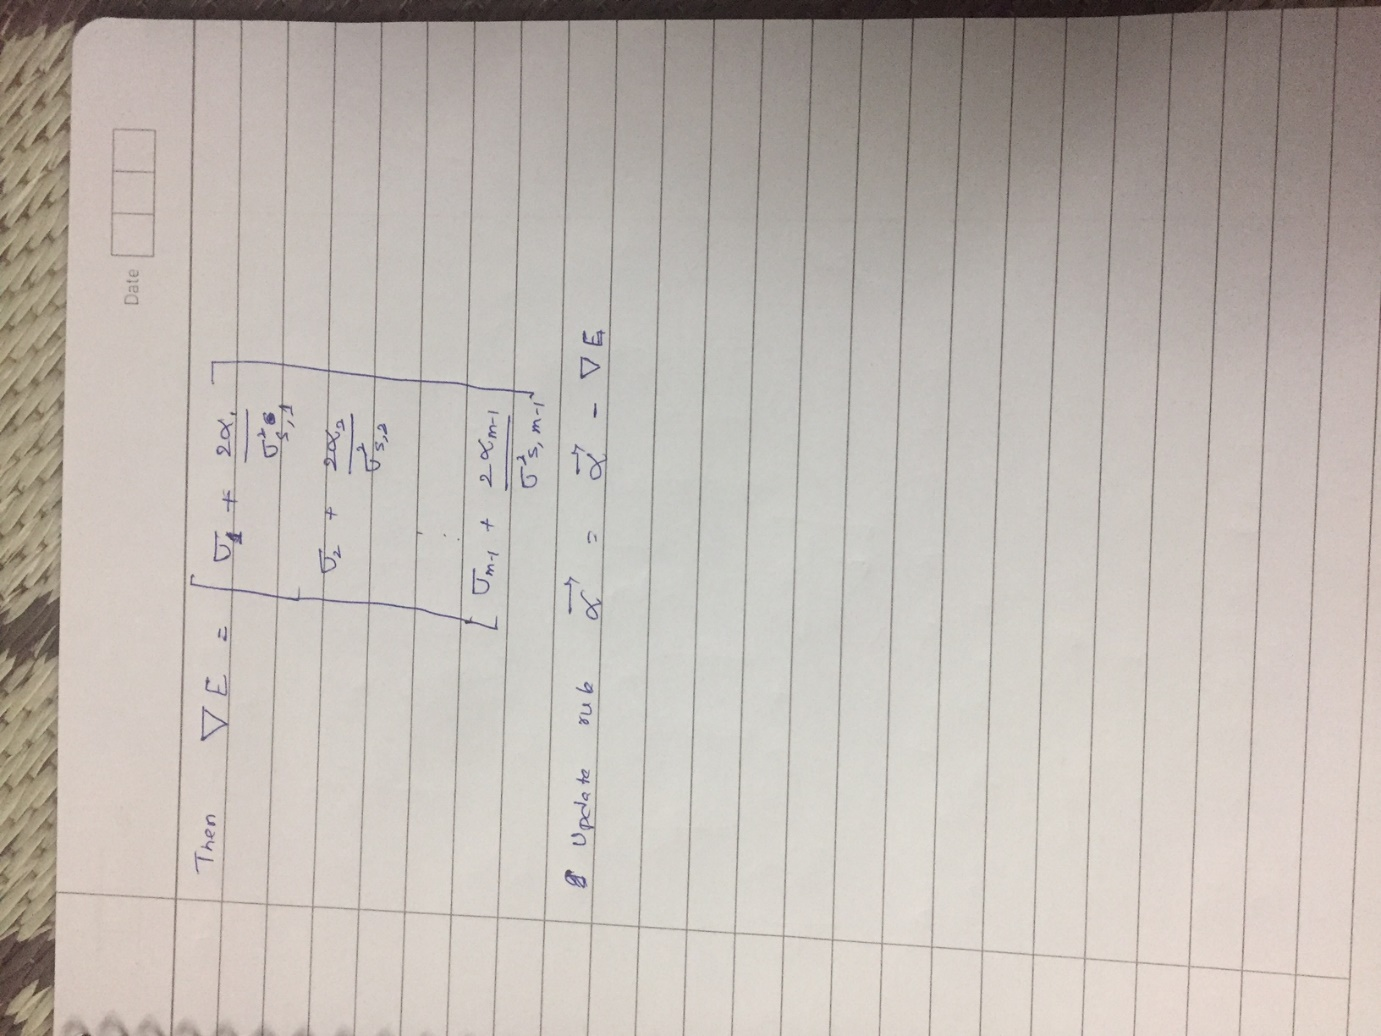 Date
Then ∇E = [ σ1 + 2α1 / σ²s,1
σ2 + 2α2 / σ²s,2
⋮
σm-1 + 2αm-1 / σ²s,m-1 ]
Update rule α⃗ = α⃗ - ∇E